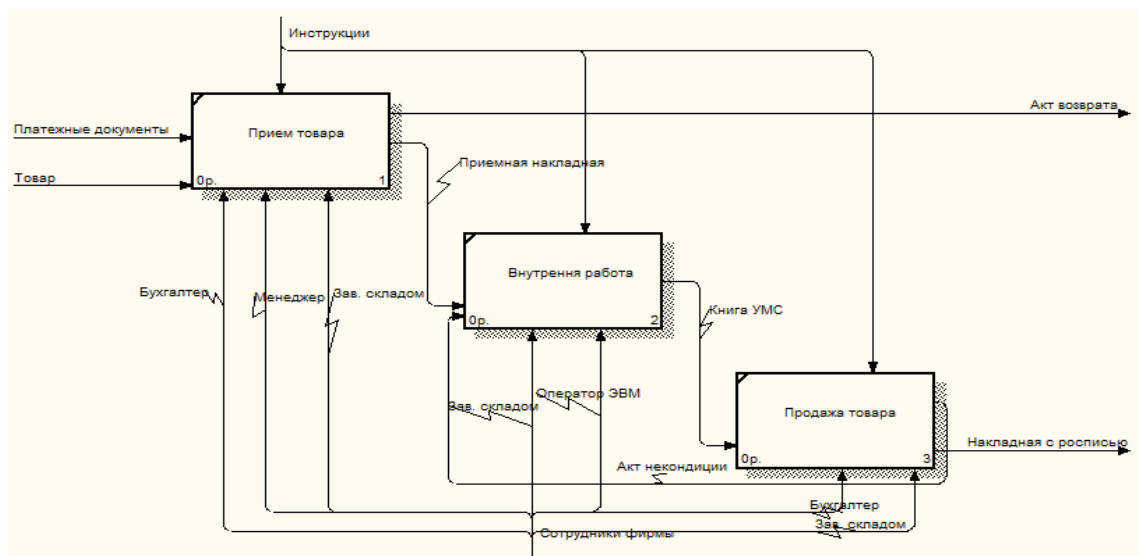 Инструкции
Акт возврата
Платежные документы
Прием товара
Товар
0р.
1
Приемная накладная
Бухгалтер
Менеджер
Зав. складом
Внутрення работа
0р.
2
Книга УМС
Зав. складом
Оператор ЭВМ
Продажа товара
0р.
3
Накладная с росписью
Акт некондиции
Бухгалтер
Зав. складом
Сотрудники фирмы